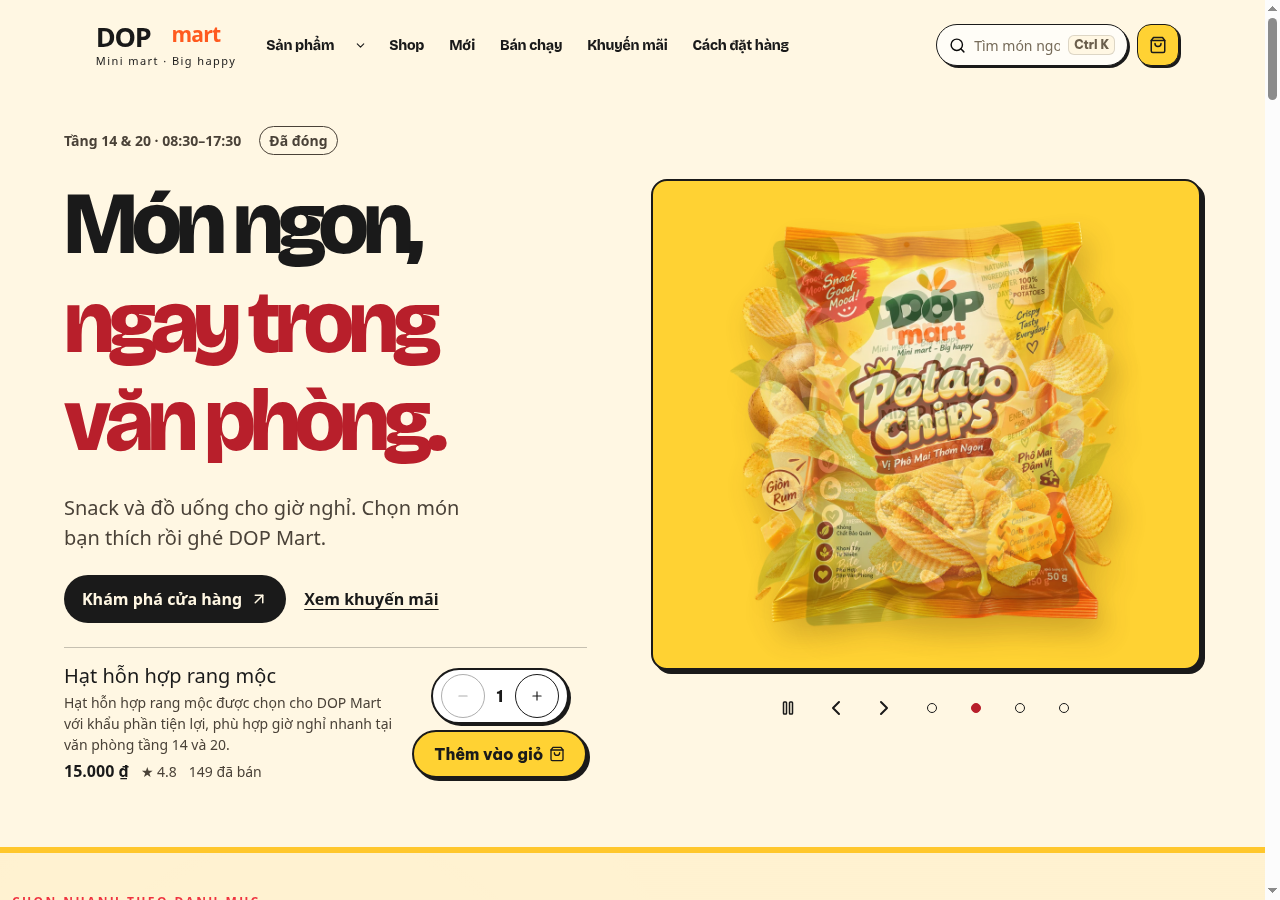 DOP mart
Mini mart · Big happy
Sản phẩm
Shop
Mới
Bán chạy
Khuyến mãi
Cách đặt hàng
Tìm món ngo
Ctrl K
Tầng 14 & 20 · 08:30–17:30
Đã đóng
Món ngon,
ngay trong
văn phòng.
Snack và đồ uống cho giờ nghỉ. Chọn món
bạn thích rồi ghé DOP Mart.
Khám phá cửa hàng
Xem khuyến mãi
Hạt hỗn hợp rang mộc
Hạt hỗn hợp rang mộc được chọn cho DOP Mart
với khẩu phần tiện lợi, phù hợp giờ nghỉ nhanh tại
văn phòng tầng 14 và 20.
15.000 ₫
★ 4.8
149 đã bán
1
Thêm vào giỏ
Snack
Good
Mood!
DOP
mart
Mini mart - Big happy
100%
REAL
POTATOES
Crispy
Tasty
Everyday!
Potato
Chips
Vị Phô Mai Thơm Ngon
Giòn
Rụm
Phô Mai
Đậm Vị
50 g